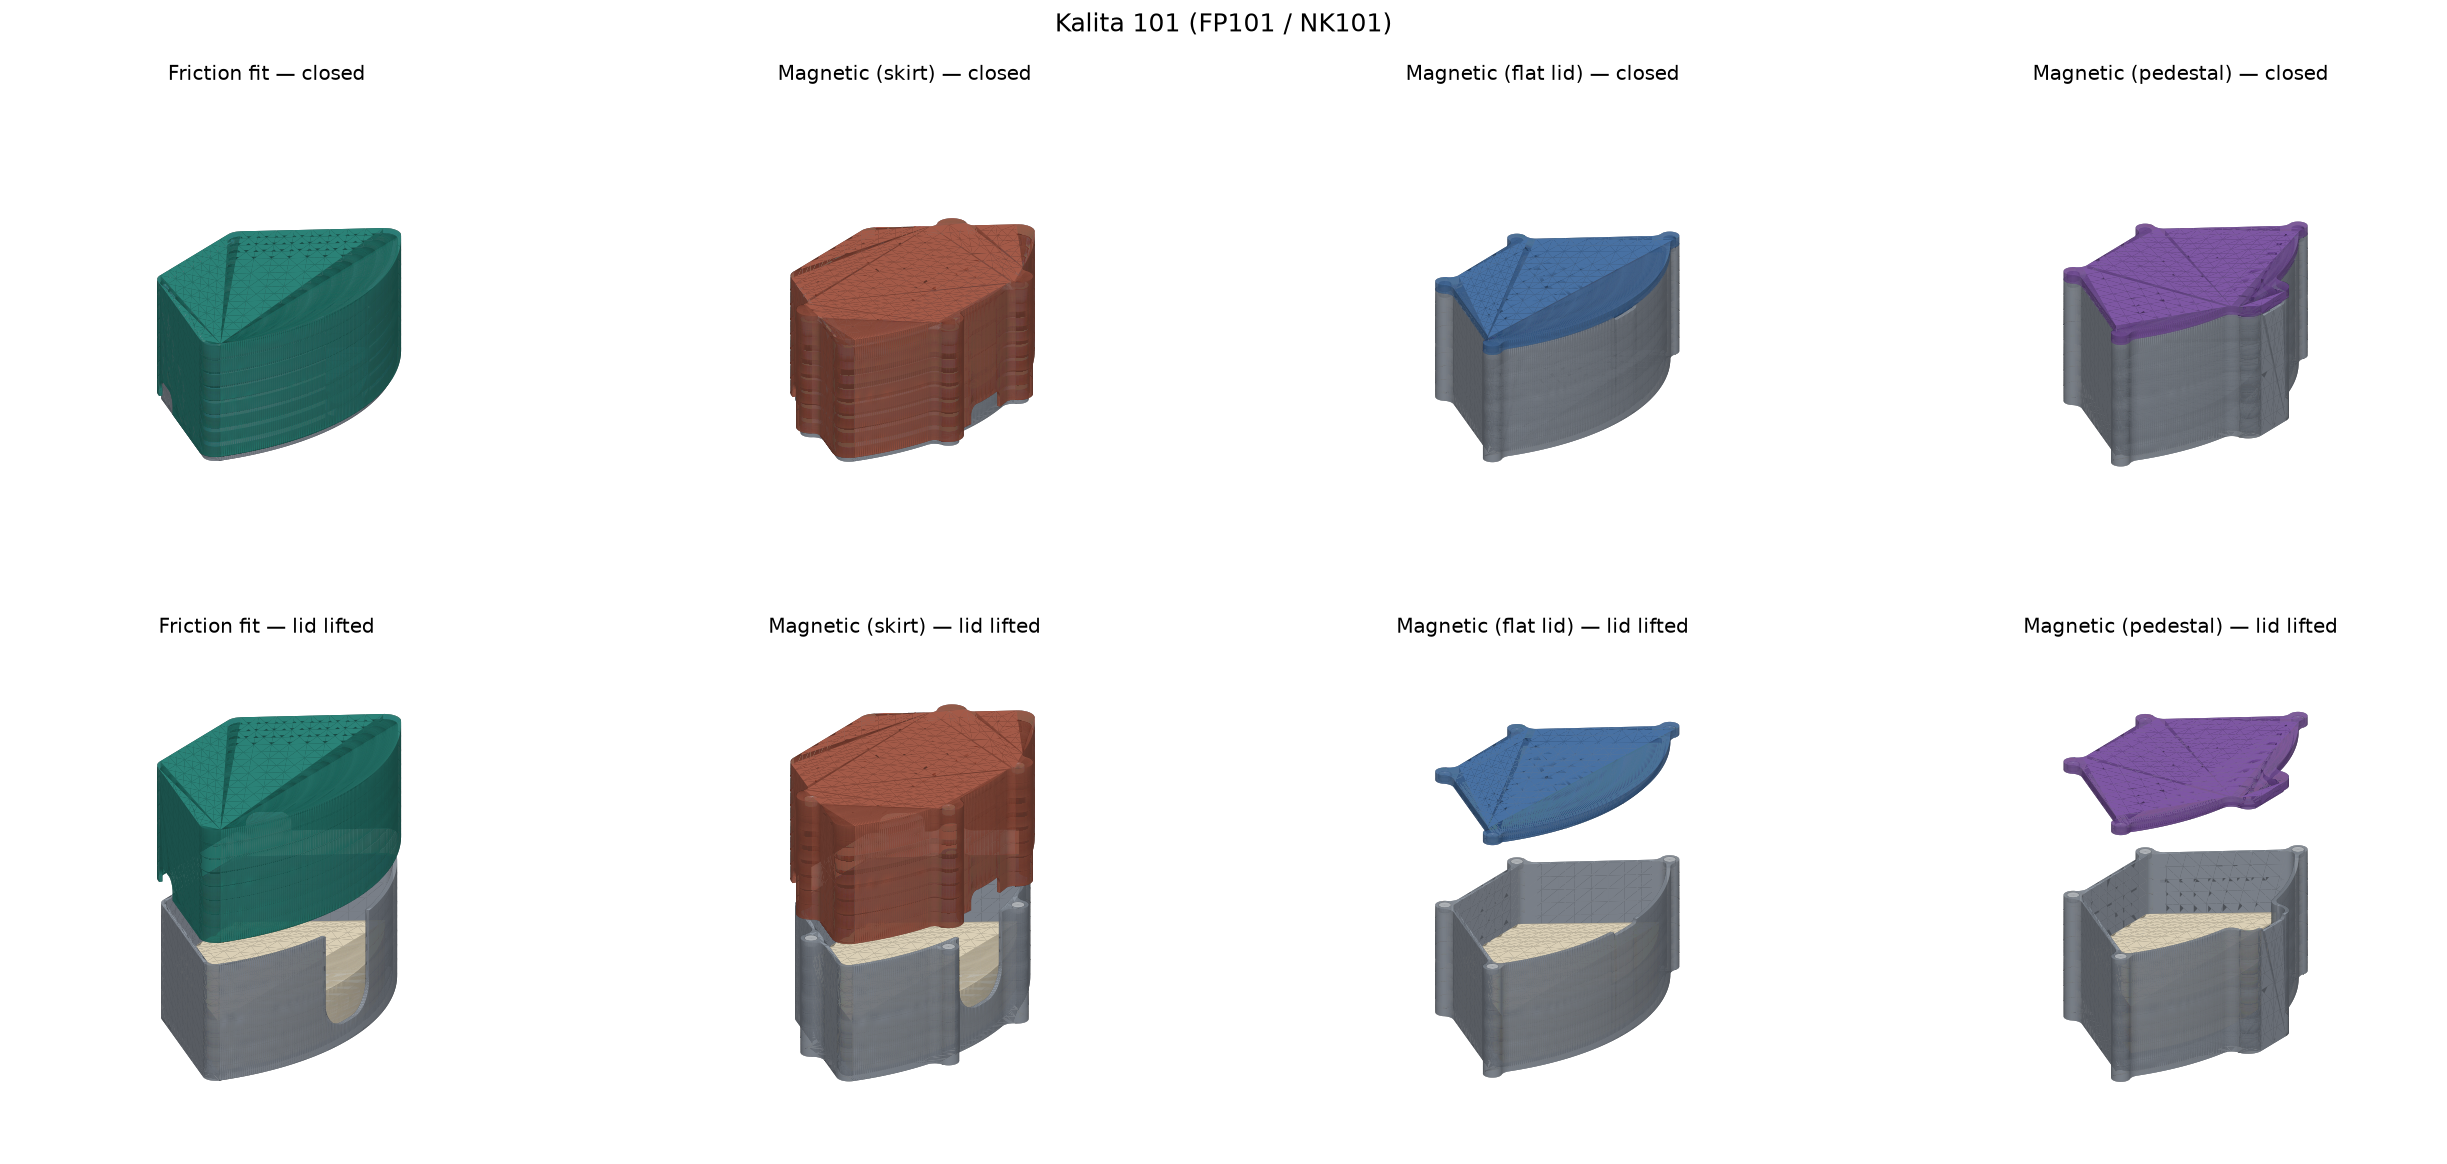 Kalita 101 (FP101 / NK101)
Friction fit — closed
Magnetic (skirt) — closed
Magnetic (flat lid) — closed
Magnetic (pedestal) — closed
Friction fit — lid lifted
Magnetic (skirt) — lid lifted
Magnetic (flat lid) — lid lifted
Magnetic (pedestal) — lid lifted